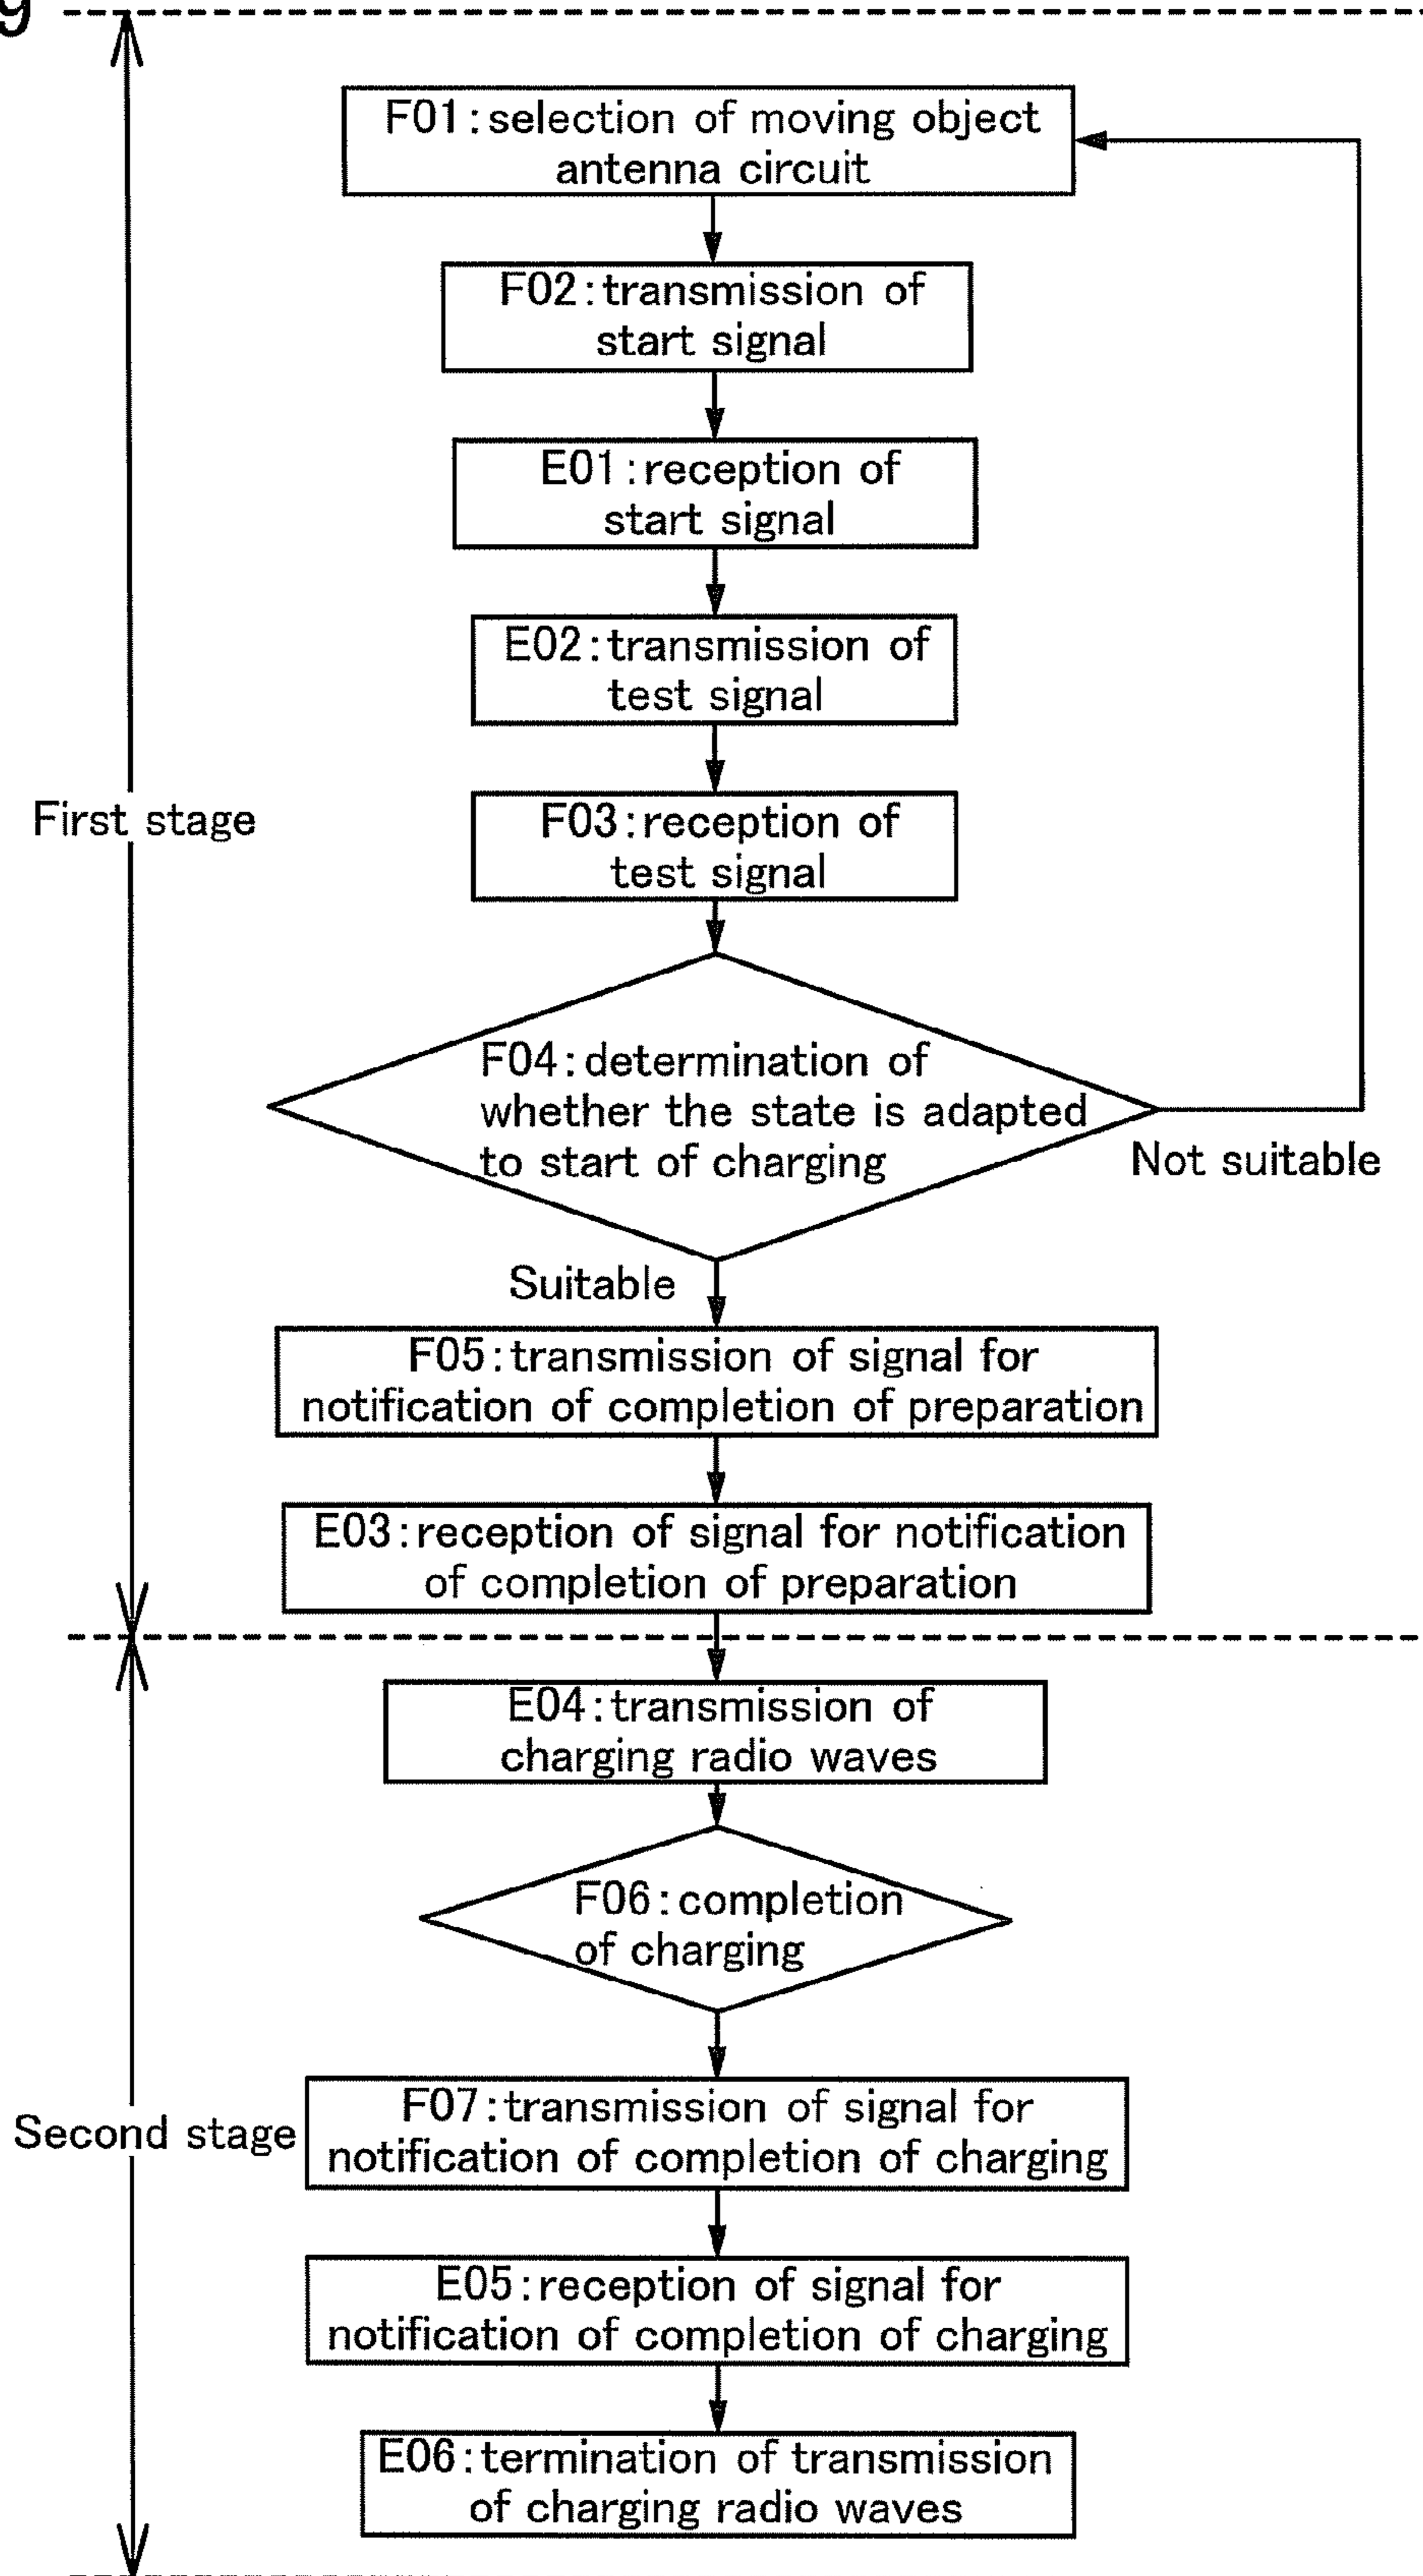 F01:selection of moving object
antenna circuit
F02:transmission of
start signal
E01:reception of
start signal
E02:transmission of
test signal
First stage
F03:reception of
test signal
F04:determination of
whether the state is adapted
to start of charging
Not suitable
Suitable
F05:transmission of signal for
notification of completion of preparation
E03:reception of signal for notification
of completion of preparation
E04:transmission of
charging radio waves
F06:completion
of charging
Second stage
F07:transmission of signal for
notification of completion of charging
E05:reception of signal for
notification of completion of charging
E06:termination of transmission
of charging radio waves